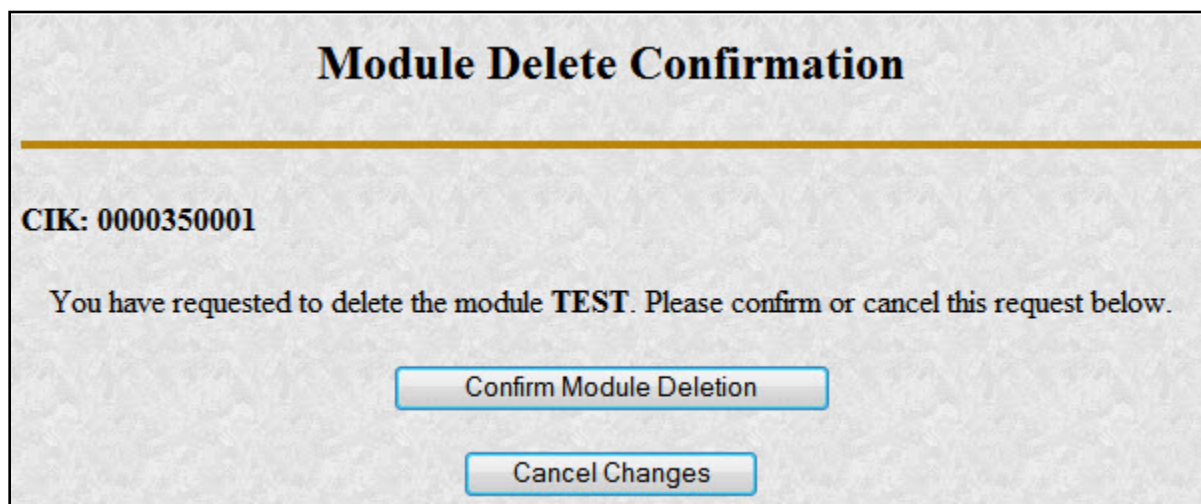 Module Delete Confirmation
CIK: 0000350001
You have requested to delete the module TEST. Please confirm or cancel this request below.
Confirm Module Deletion
Cancel Changes